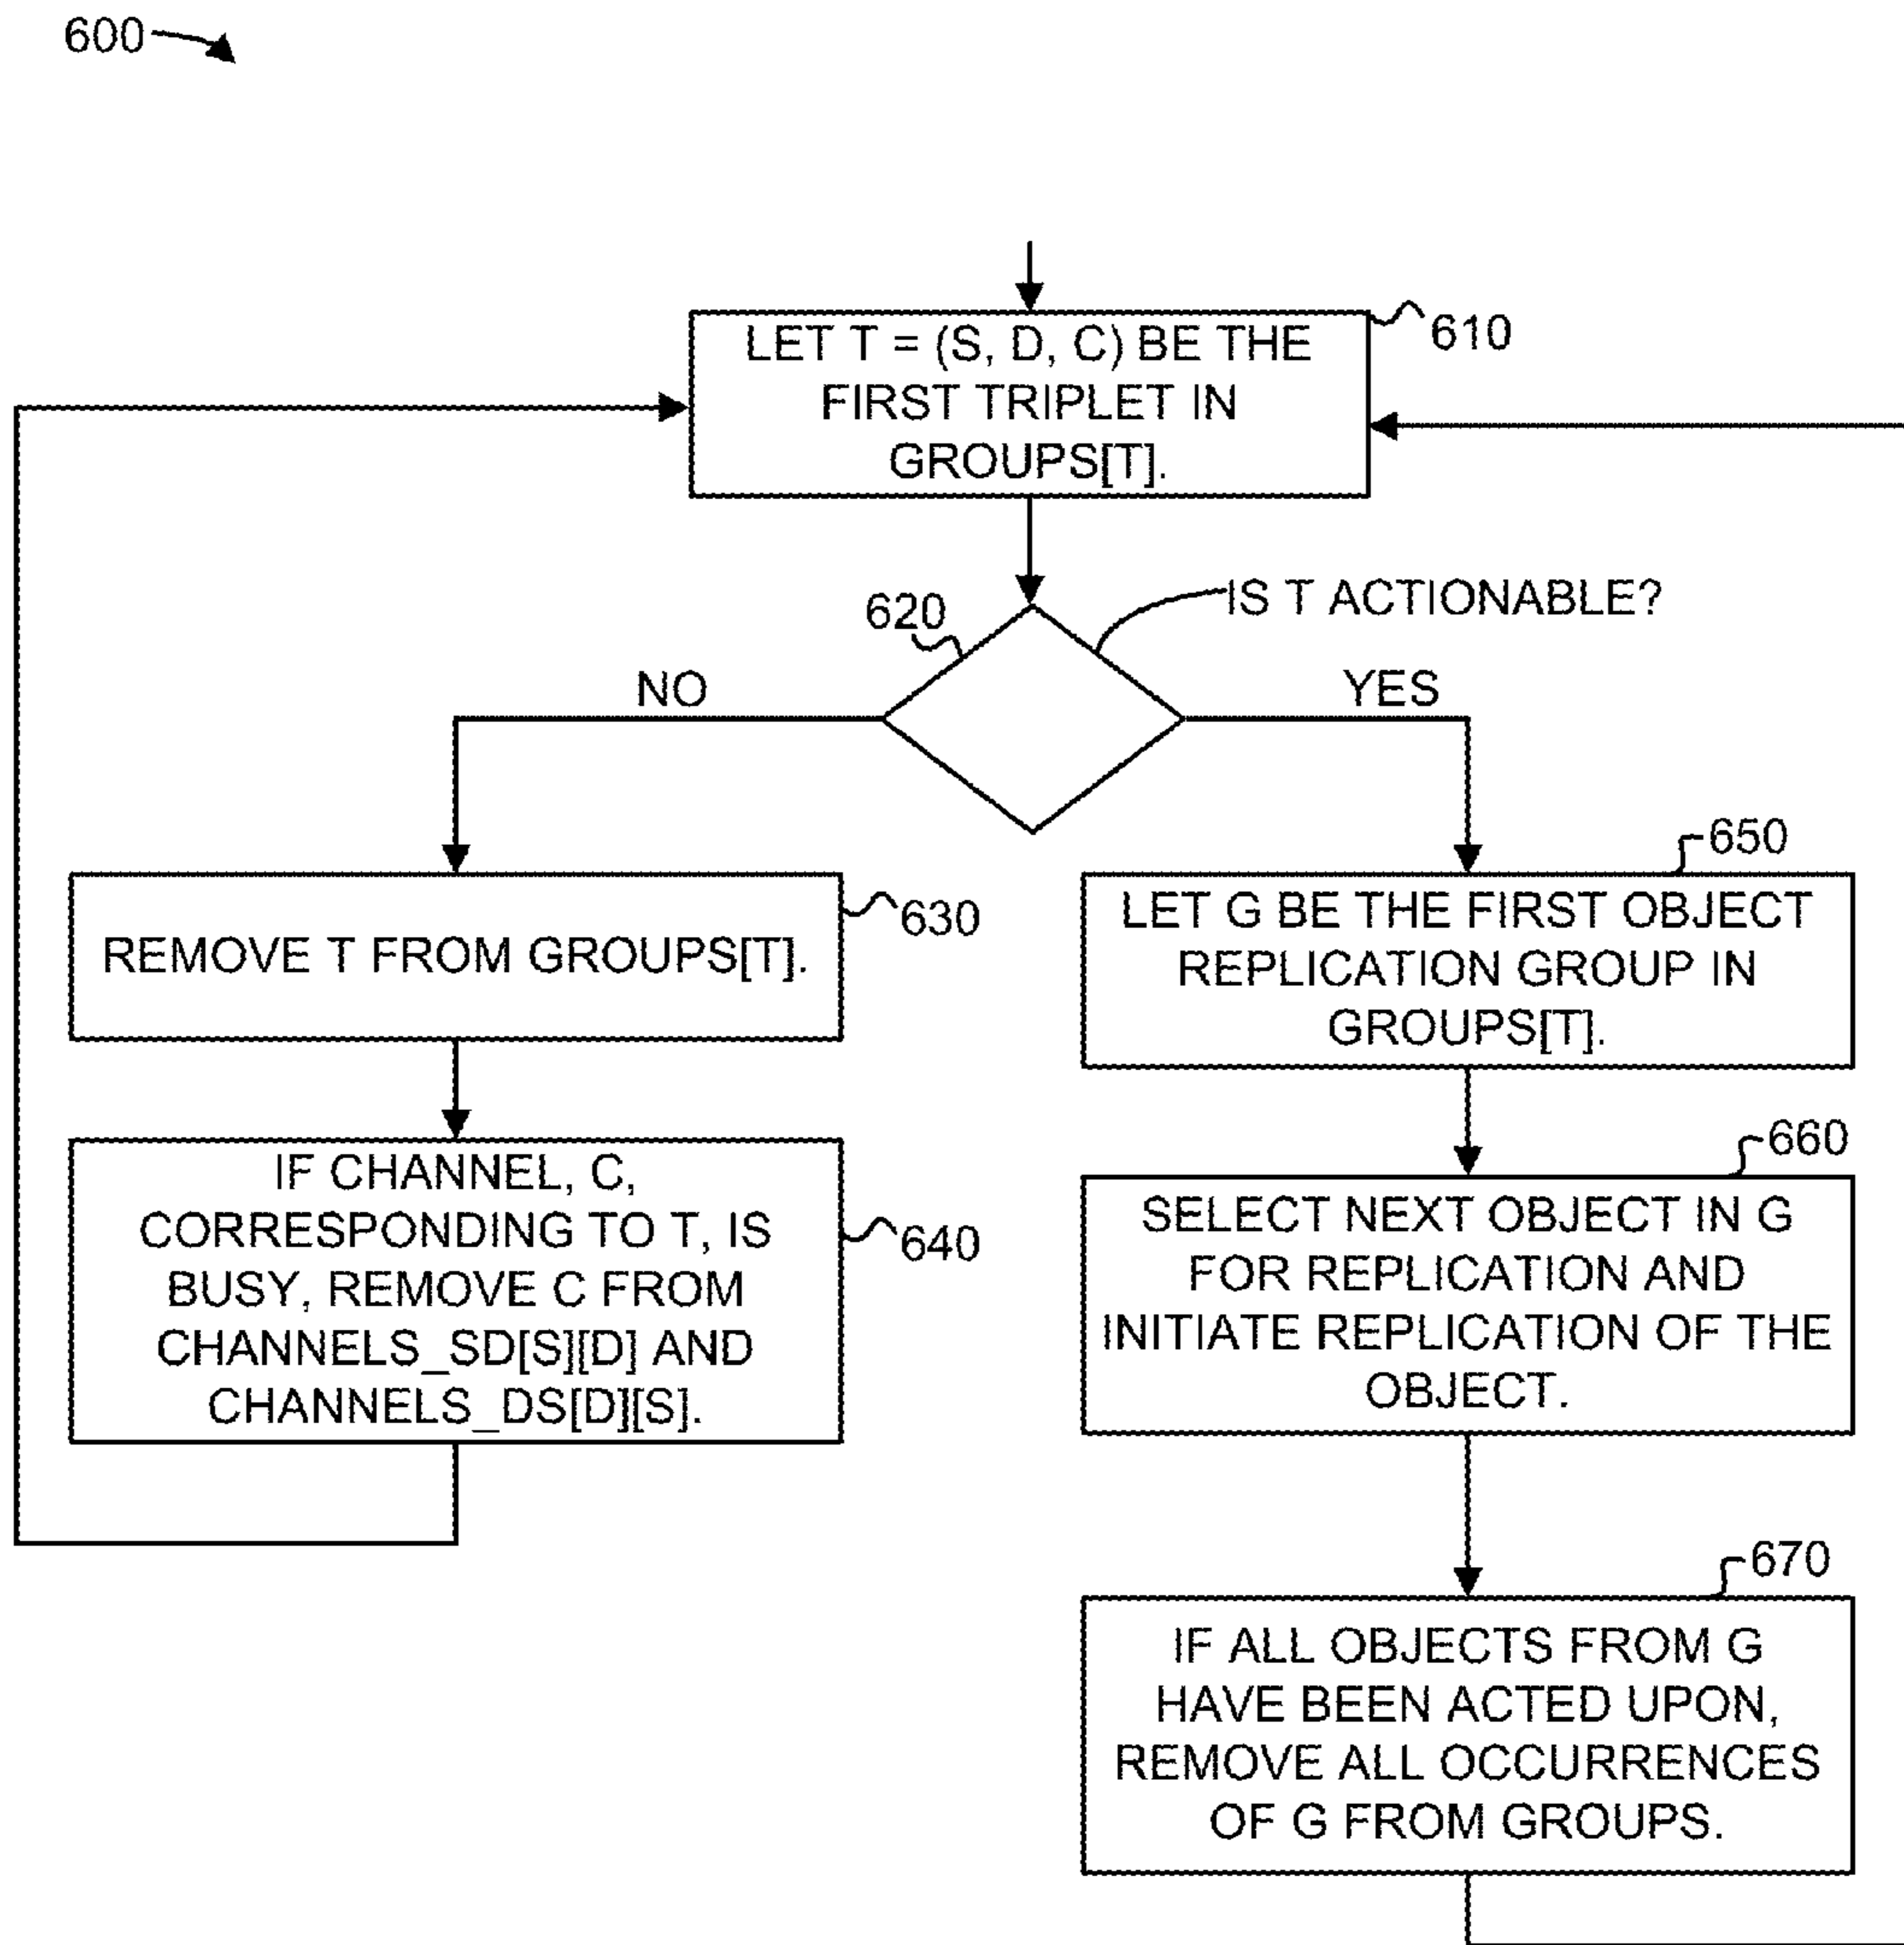 600
LET T = (S, D, C) BE THE
FIRST TRIPLET IN
GROUPS[T].
610
IS T ACTIONABLE?
620
NO
YES
REMOVE T FROM GROUPS[T].
630
IF CHANNEL, C,
CORRESPONDING TO T, IS
BUSY, REMOVE C FROM
CHANNELS_SD[S][D] AND
CHANNELS_DS[D][S].
640
650
LET G BE THE FIRST OBJECT
REPLICATION GROUP IN
GROUPS[T].
660
SELECT NEXT OBJECT IN G
FOR REPLICATION AND
INITIATE REPLICATION OF THE
OBJECT.
670
IF ALL OBJECTS FROM G
HAVE BEEN ACTED UPON,
REMOVE ALL OCCURRENCES
OF G FROM GROUPS.